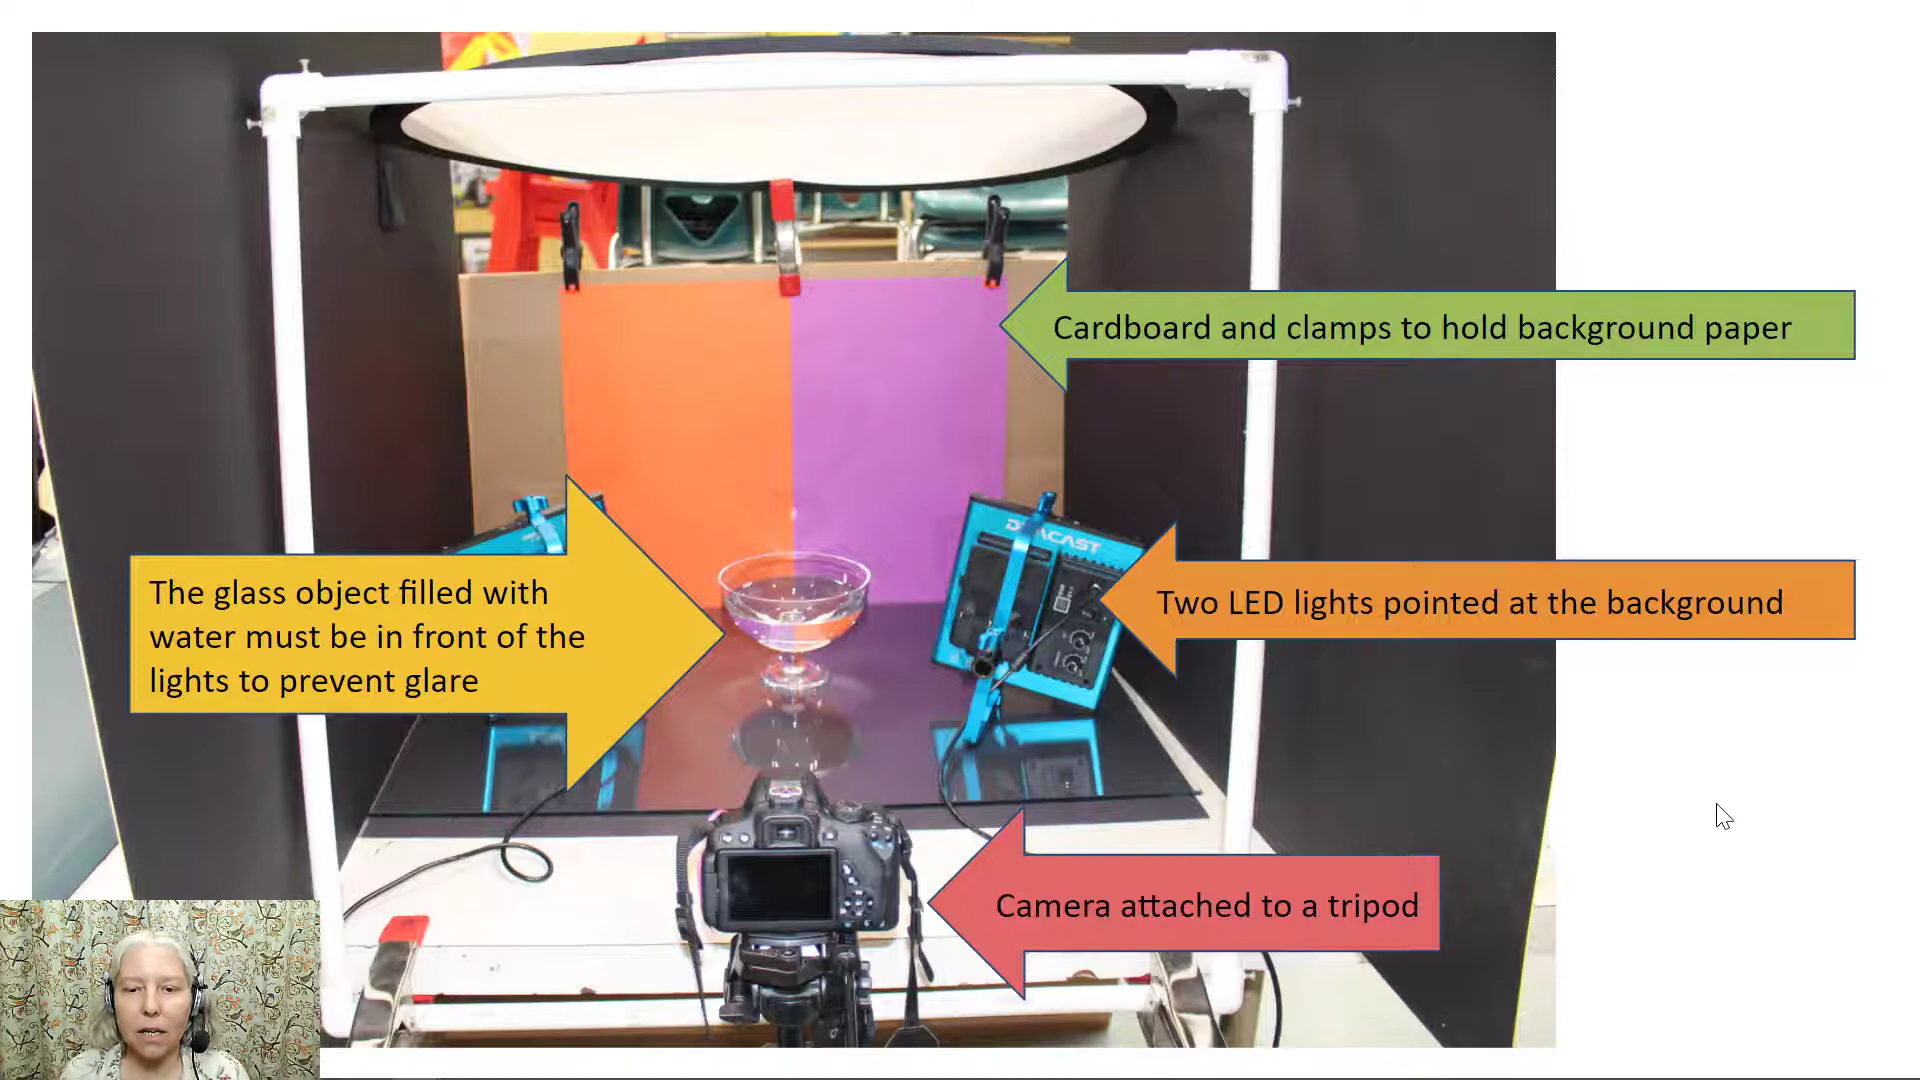 Cardboard and clamps to hold background paper
The glass object filled with
water must be in front of the
lights to prevent glare
Two LED lights pointed at the background
Camera attached to a tripod